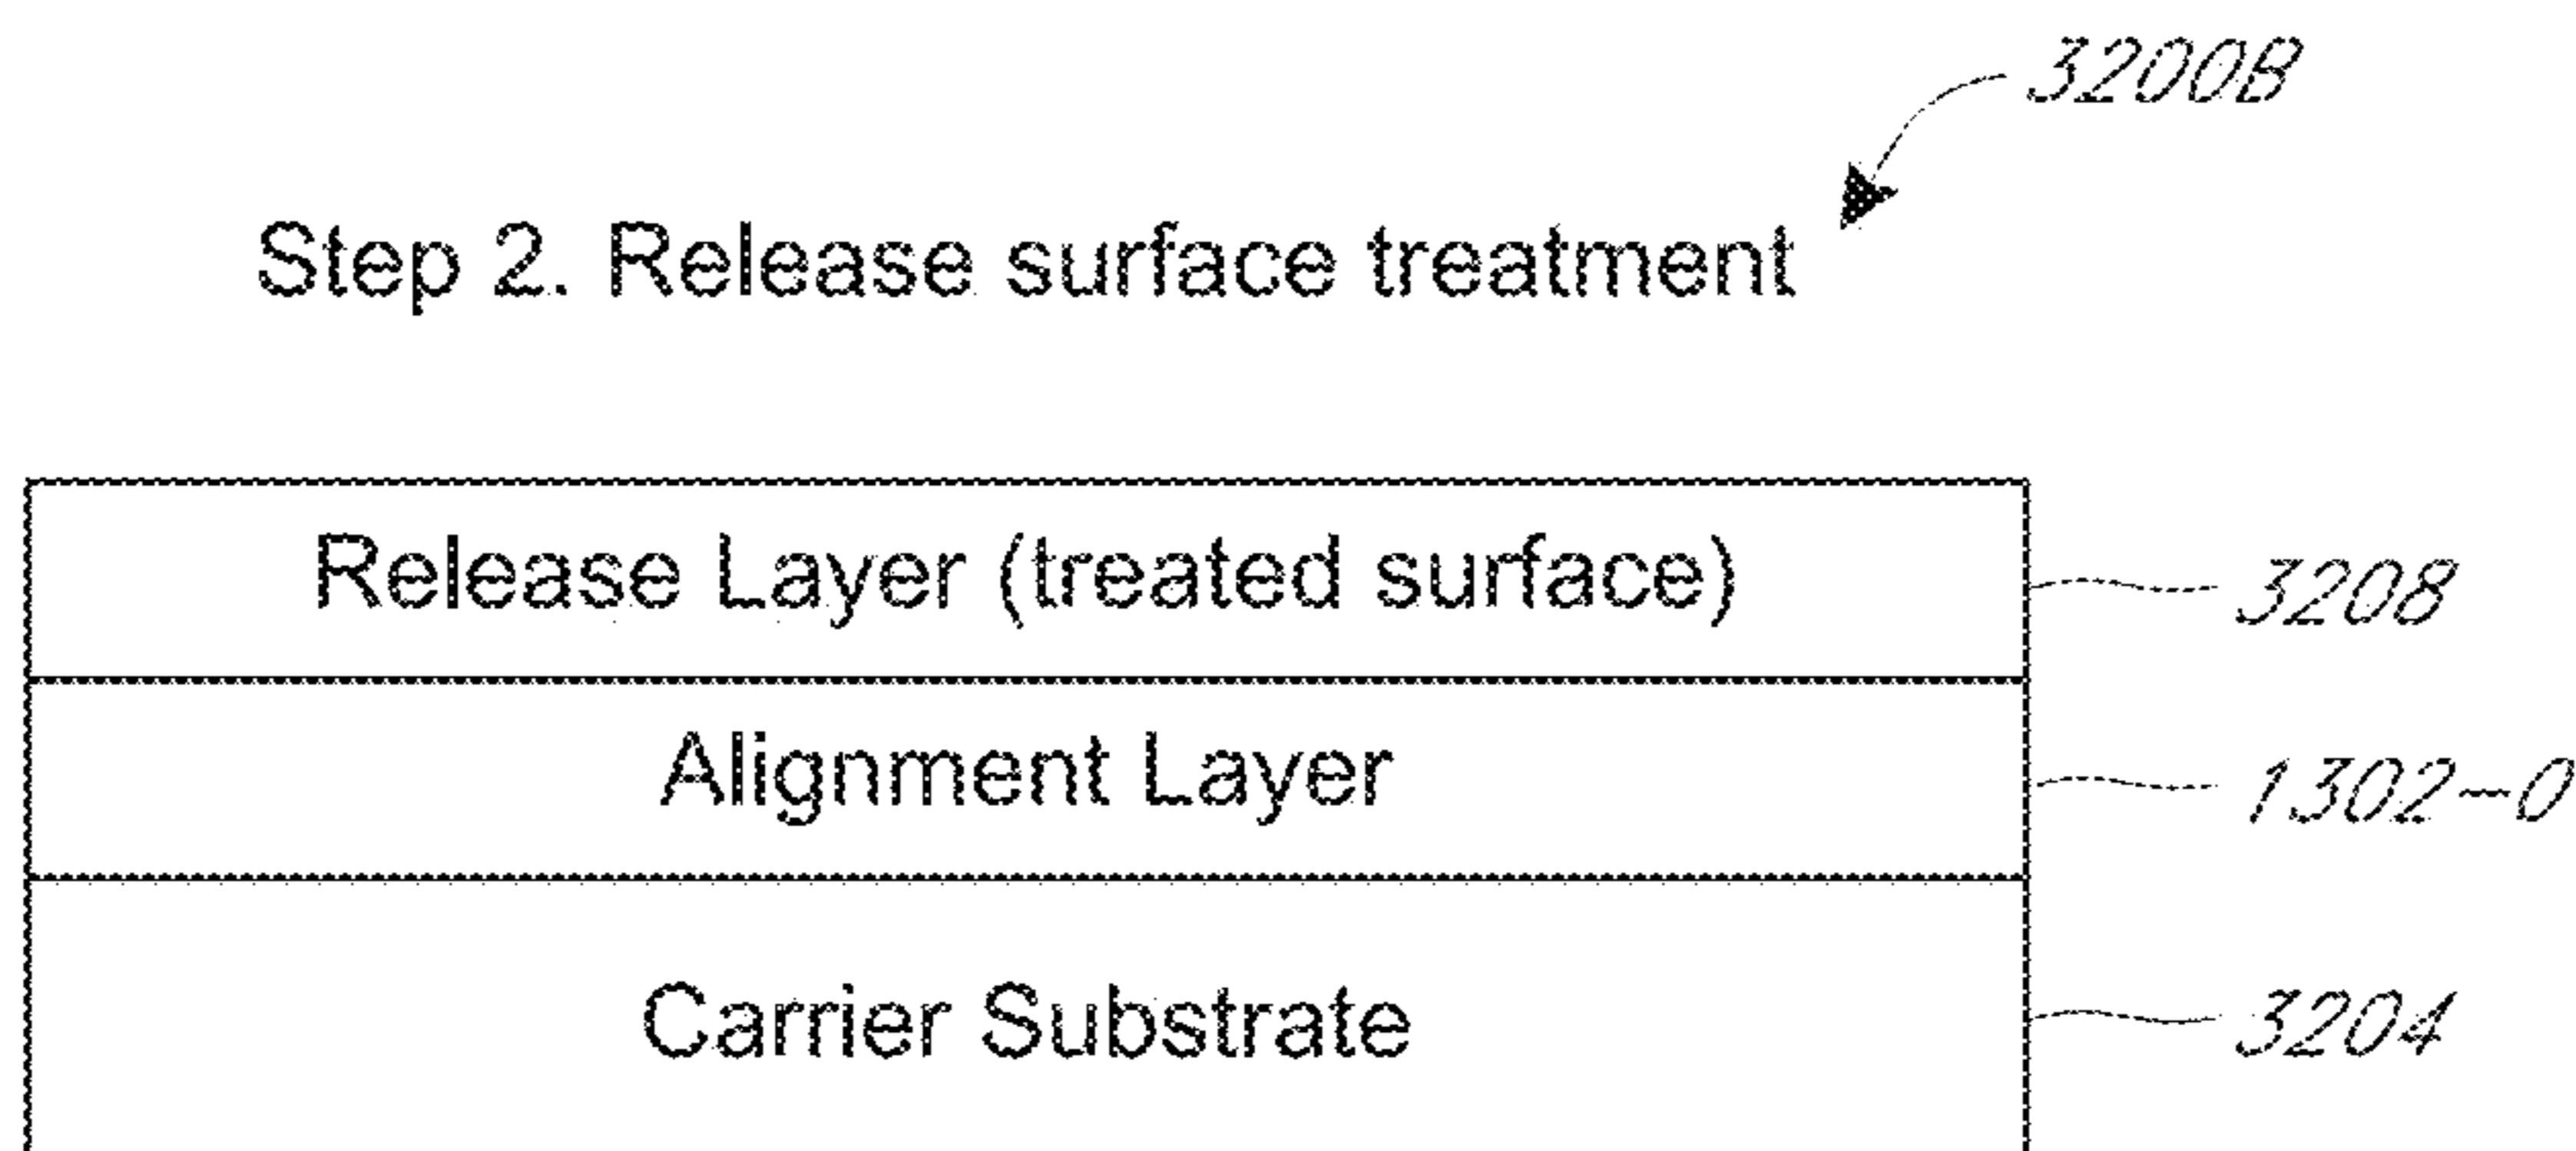 3200B
Step 2. Release surface treatment
Release Layer (treated surface)
3208
Alignment Layer
1302-0
Carrier Substrate
3204